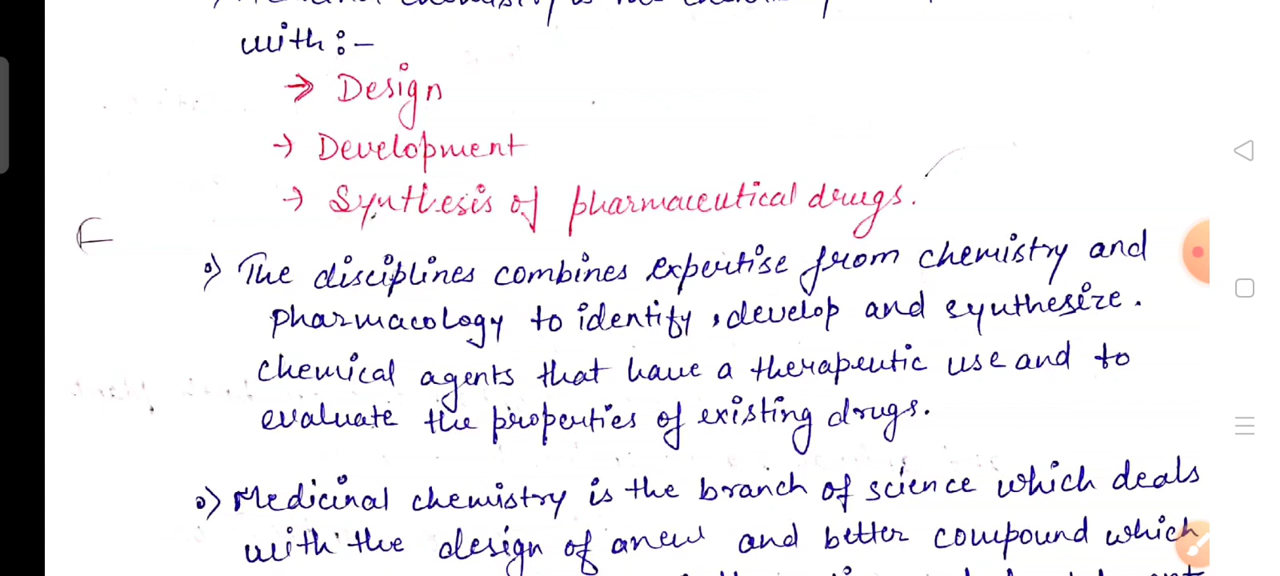 with :-
→ Design
→ Development
→ Synthesis of pharmaceutical drugs.
The disciplines combines expertise from chemistry and
pharmacology to identify, develop and synthesize.
chemical agents that have a therapeutic use and to
evaluate the properties of existing drugs.
Medicinal chemistry is the branch of science which deals
with the design of a new and better compound which